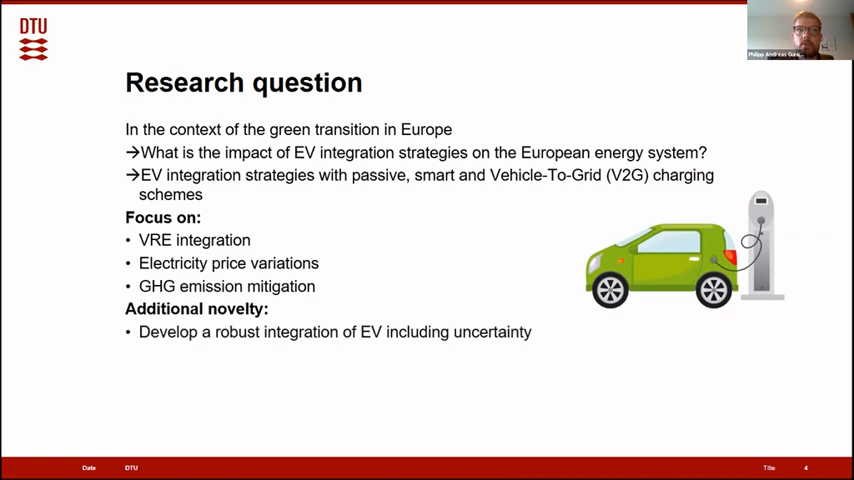 DTU
Philipp Andreas
Research question
In the context of the green transition in Europe
→What is the impact of EV integration strategies on the European energy system?
→EV integration strategies with passive, smart and Vehicle-To-Grid (V2G) charging
schemes
Focus on:
• VRE integration
• Electricity price variations
• GHG emission mitigation
Additional novelty:
• Develop a robust integration of EV including uncertainty
Date DTU Title 4